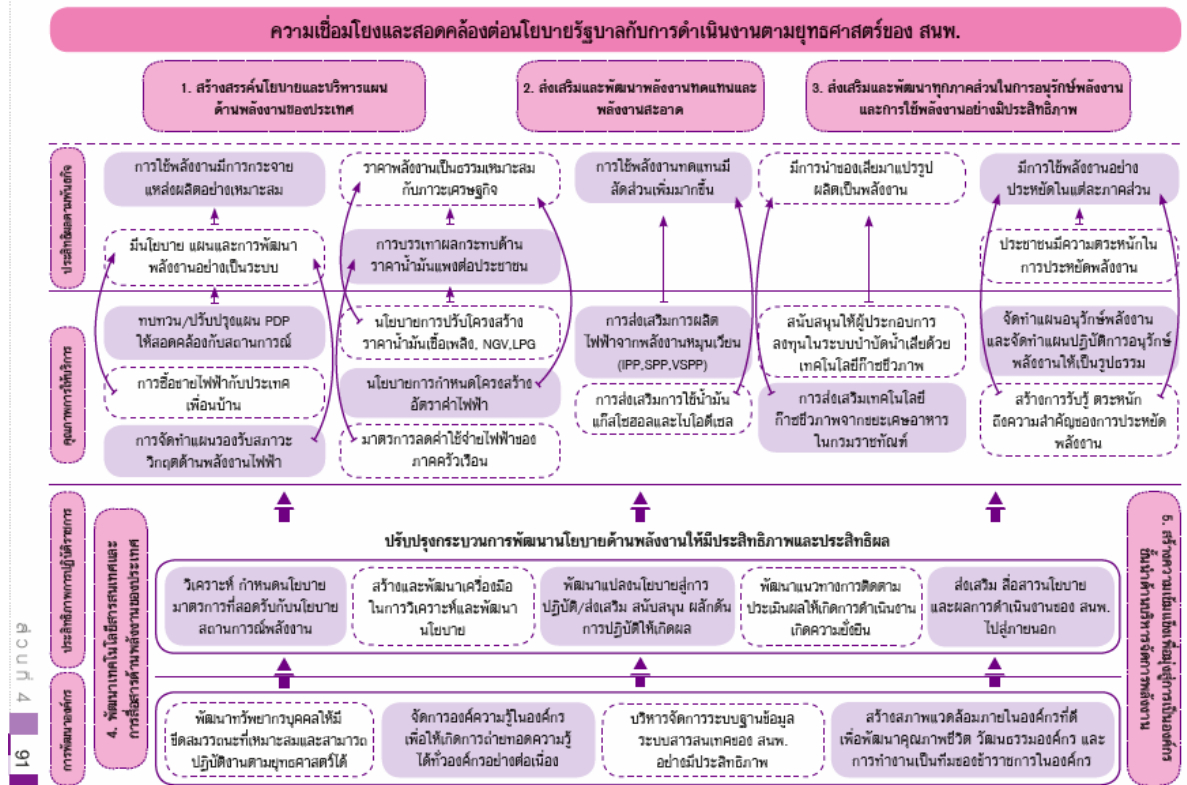 ความเชื่อมโยงและสอดคล้องต่อนโยบายรัฐบาลกับการดำเนินงานตามยุทธศาสตร์ของ สนพ.
1. สร้างสรรค์นโยบายและบริหารแผน
ด้านพลังงานของประเทศ
2. ส่งเสริมและพัฒนาพลังงานทดแทนและ
พลังงานสะอาด
3. ส่งเสริมและพัฒนาทุกภาคส่วนในการอนุรักษ์พลังงาน
และการใช้พลังงานอย่างมีประสิทธิภาพ
ประสิทธิผลตามพันธกิจ
การใช้พลังงานมีการกระจาย
แหล่งผลิตอย่างเหมาะสม
ราคาพลังงานเป็นธรรมเหมาะสม
กับภาวะเศรษฐกิจ
การใช้พลังงานทดแทนมี
สัดส่วนเพิ่มมากขึ้น
มีการนำของเสียมาแปรรูป
ผลิตเป็นพลังงาน
มีการใช้พลังงานอย่าง
ประหยัดในแต่ละภาคส่วน
มีนโยบาย แผนและการพัฒนา
พลังงานอย่างเป็นระบบ
การบรรเทาผลกระทบด้าน
ราคาน้ำมันแพงต่อประชาชน
ประชาชนมีความตระหนักใน
การประหยัดพลังงาน
คุณภาพการให้บริการ
ทบทวน/ปรับปรุงแผน PDP
ให้สอดคล้องกับสถานการณ์
นโยบายการปรับโครงสร้าง
ราคาน้ำมันเชื้อเพลิง, NGV,LPG
การส่งเสริมการผลิต
ไฟฟ้าจากพลังงานหมุนเวียน
(IPP,SPP,VSPP)
สนับสนุนให้ผู้ประกอบการ
ลงทุนในระบบบำบัดน้ำเสียด้วย
เทคโนโลยีก๊าซชีวภาพ
จัดทำแผนอนุรักษ์พลังงาน
และจัดทำแผนปฏิบัติการอนุรักษ์
พลังงานให้เป็นรูปธรรม
การซื้อขายไฟฟ้ากับประเทศ
เพื่อนบ้าน
นโยบายการกำหนดโครงสร้าง
อัตราค่าไฟฟ้า
การส่งเสริมการใช้น้ำมัน
แก๊สโซฮอลและไบโอดีเซล
การส่งเสริมเทคโนโลยี
ก๊าซชีวภาพจากขยะเศษอาหาร
ในกรมราชทัณฑ์
สร้างการรับรู้ ตระหนัก
ถึงความสำคัญของการประหยัด
พลังงาน
การจัดทำแผนรองรับสภาวะ
วิกฤตด้านพลังงานไฟฟ้า
มาตรการลดค่าใช้จ่ายไฟฟ้าของ
ภาคครัวเรือน
ประสิทธิภาพการปฏิบัติราชการ
4. พัฒนาเทคโนโลยีสารสนเทศและ
การสื่อสารด้านพลังงานของประเทศ
ปรับปรุงกระบวนการพัฒนานโยบายด้านพลังงานให้มีประสิทธิภาพและประสิทธิผล
วิเคราะห์ กำหนดนโยบาย
มาตรการที่สอดรับกับนโยบาย
สถานการณ์พลังงาน
สร้างและพัฒนาเครื่องมือ
ในการวิเคราะห์และพัฒนา
นโยบาย
พัฒนาแปลงนโยบายสู่การ
ปฏิบัติ/ส่งเสริม สนับสนุน ผลักดัน
การปฏิบัติให้เกิดผล
พัฒนาแนวทางการติดตาม
ประเมินผลให้เกิดการดำเนินงาน
เกิดความยั่งยืน
ส่งเสริม สื่อสารนโยบาย
และผลการดำเนินงานของ สนพ.
ไปสู่ภายนอก
5. สร้างความเข้มแข็งเพื่อมุ่งสู่การเป็นองค์กร
ชี้นำด้านบริหารจัดการพลังงาน
การพัฒนาองค์กร
พัฒนาทรัพยากรบุคคลให้มี
ขีดสมรรถนะที่เหมาะสมและสามารถ
ปฏิบัติงานตามยุทธศาสตร์ได้
จัดการองค์ความรู้ในองค์กร
เพื่อให้เกิดการถ่ายทอดความรู้
ได้ทั่วองค์กรอย่างต่อเนื่อง
บริหารจัดการระบบฐานข้อมูล
ระบบสารสนเทศของ สนพ.
อย่างมีประสิทธิภาพ
สร้างสภาพแวดล้อมภายในองค์กรที่ดี
เพื่อพัฒนาคุณภาพชีวิต วัฒนธรรมองค์กร และ
การทำงานเป็นทีมของข้าราชการในองค์กร
ส่วนที่ 4
91